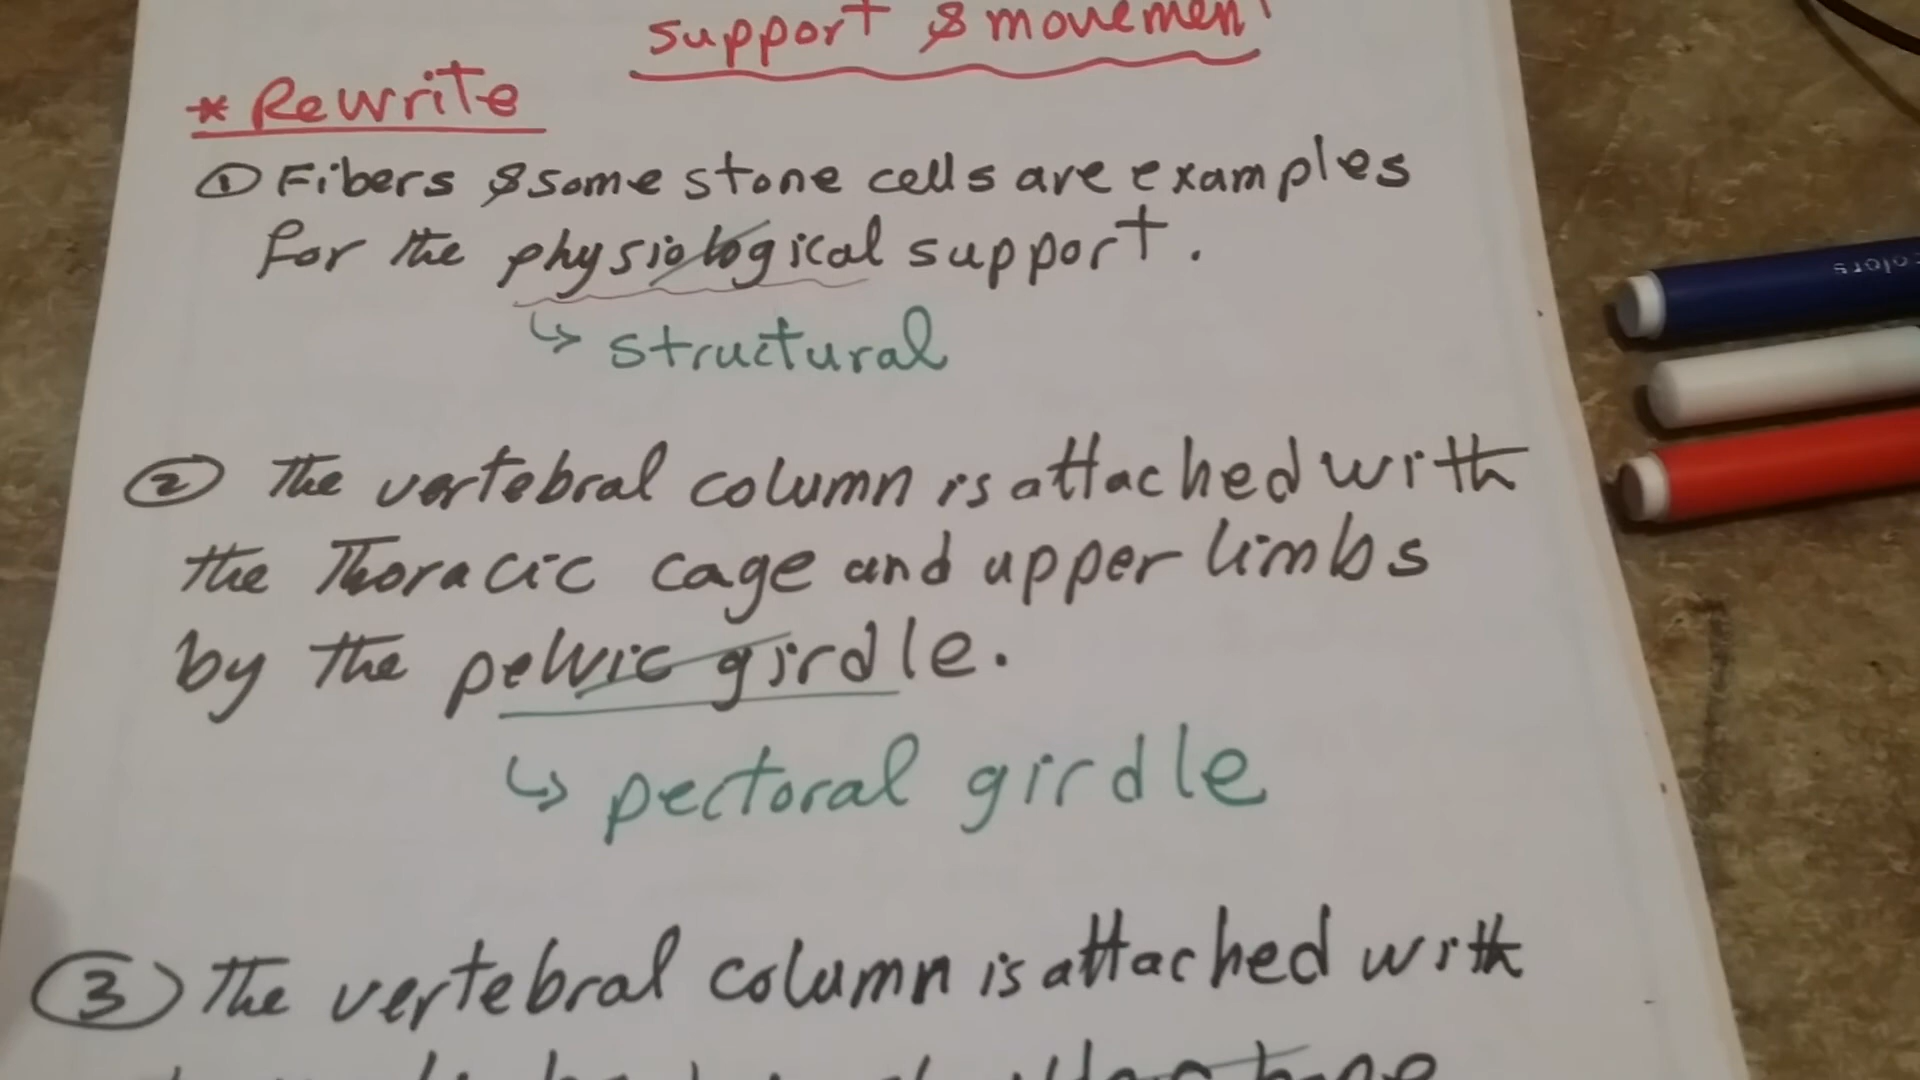 support & movement
* Rewrite
① Fibers & some stone cells are examples
for the physiological support.
↳ structural
② The vertebral column is attached with
the Thoracic cage and upper limbs
by the pelvic girdle.
↳ pectoral girdle
③ The vertebral column is attached with
colors